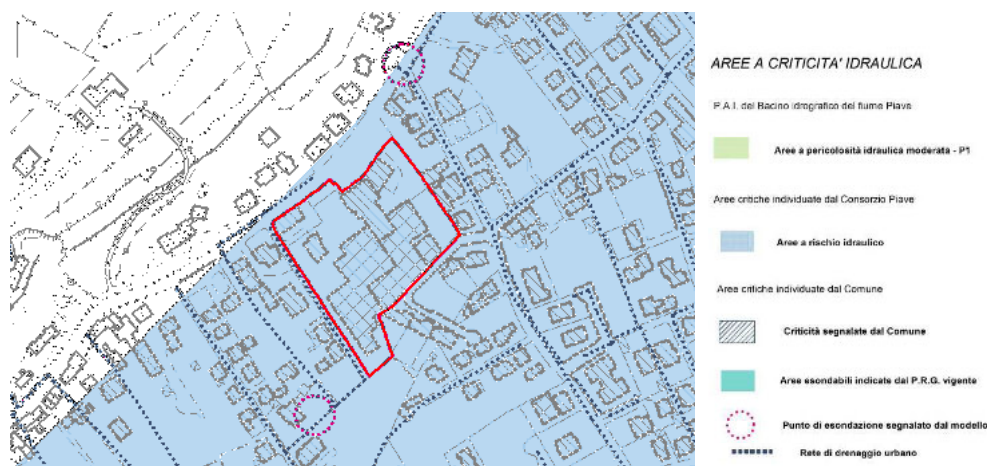 AREE A CRITICITA' IDRAULICA
P.A.I. del Bacino idrografico del fiume Piave
Aree a pericolosità idraulica moderata - P1
Aree critiche individuate dal Consorzio Piave
Aree a rischio idraulico
Aree critiche individuate dal Comune
Criticità segnalate dal Comune
Aree esondabili indicate dal P.R.G. vigente
Punto di esondazione segnalato dal modello
Rete di drenaggio urbano